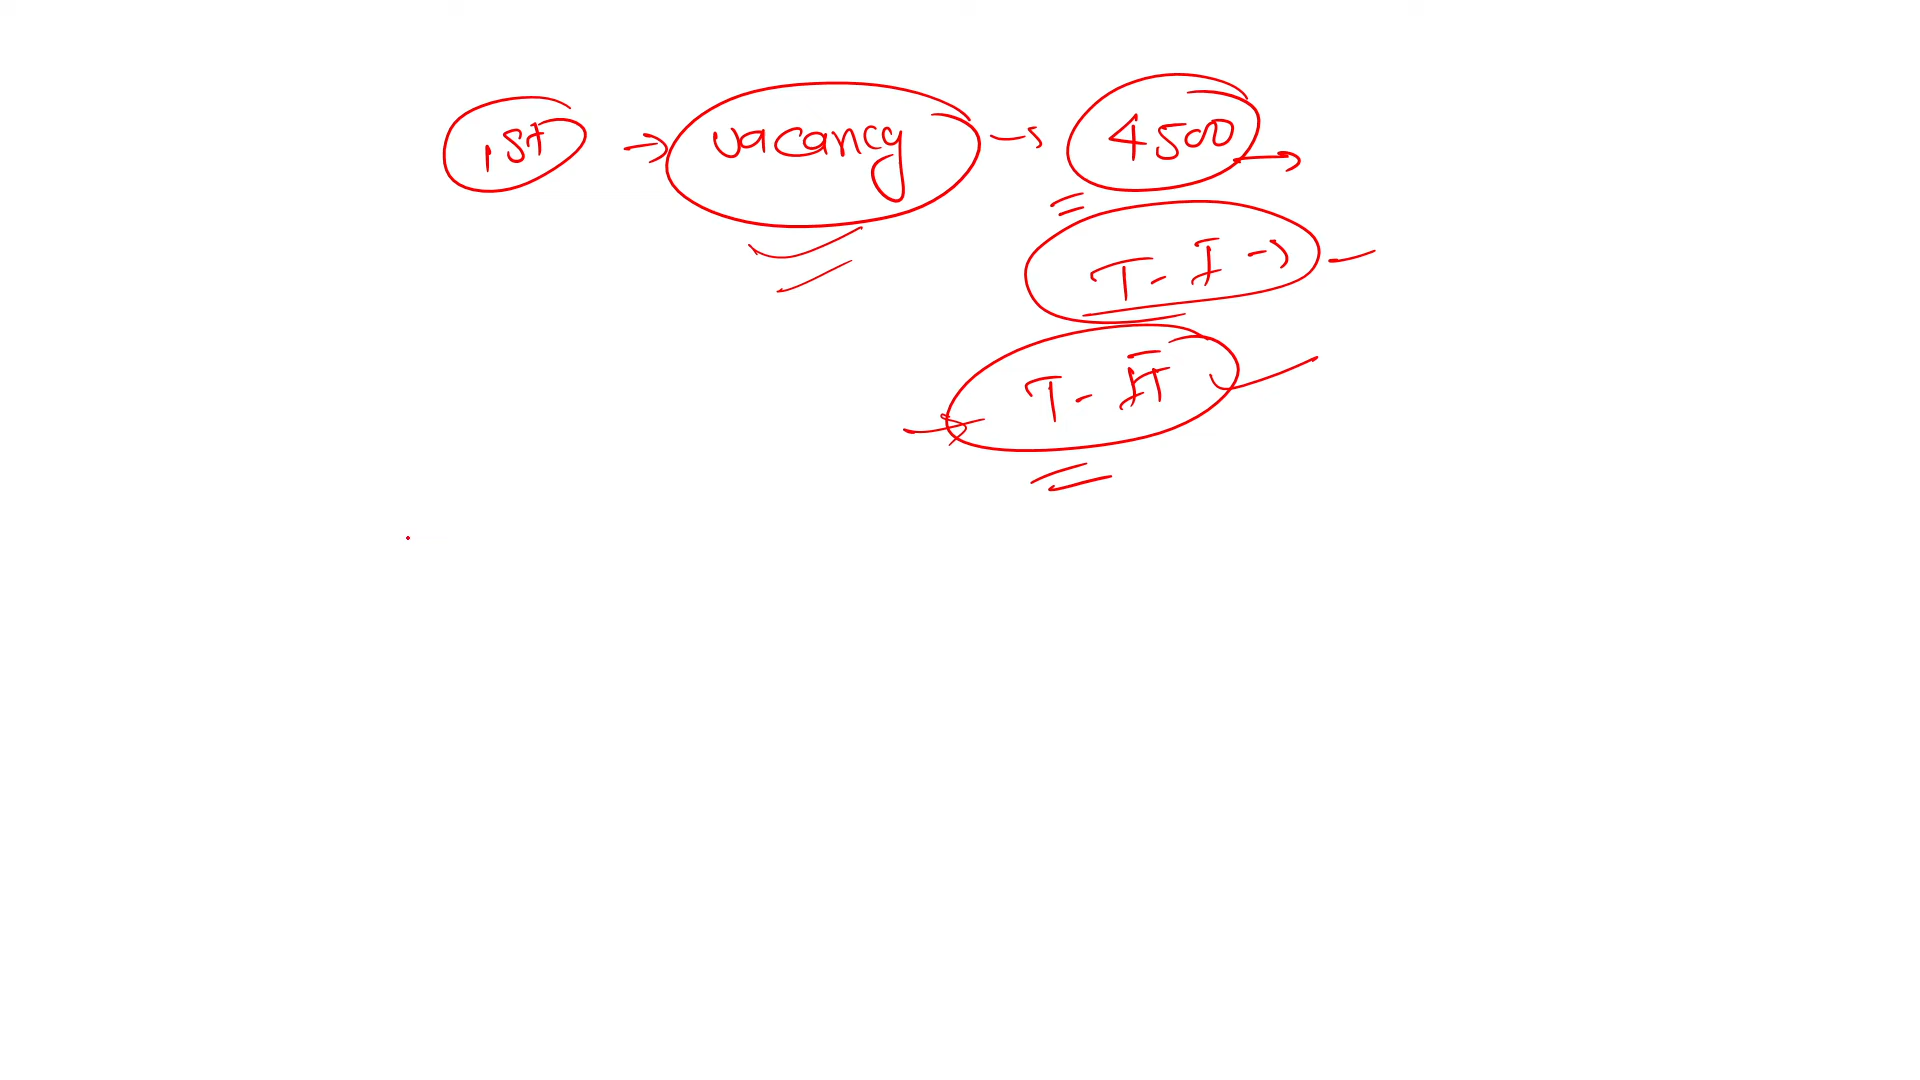 1st → vacancy → 4500 →
T - I →
T - II